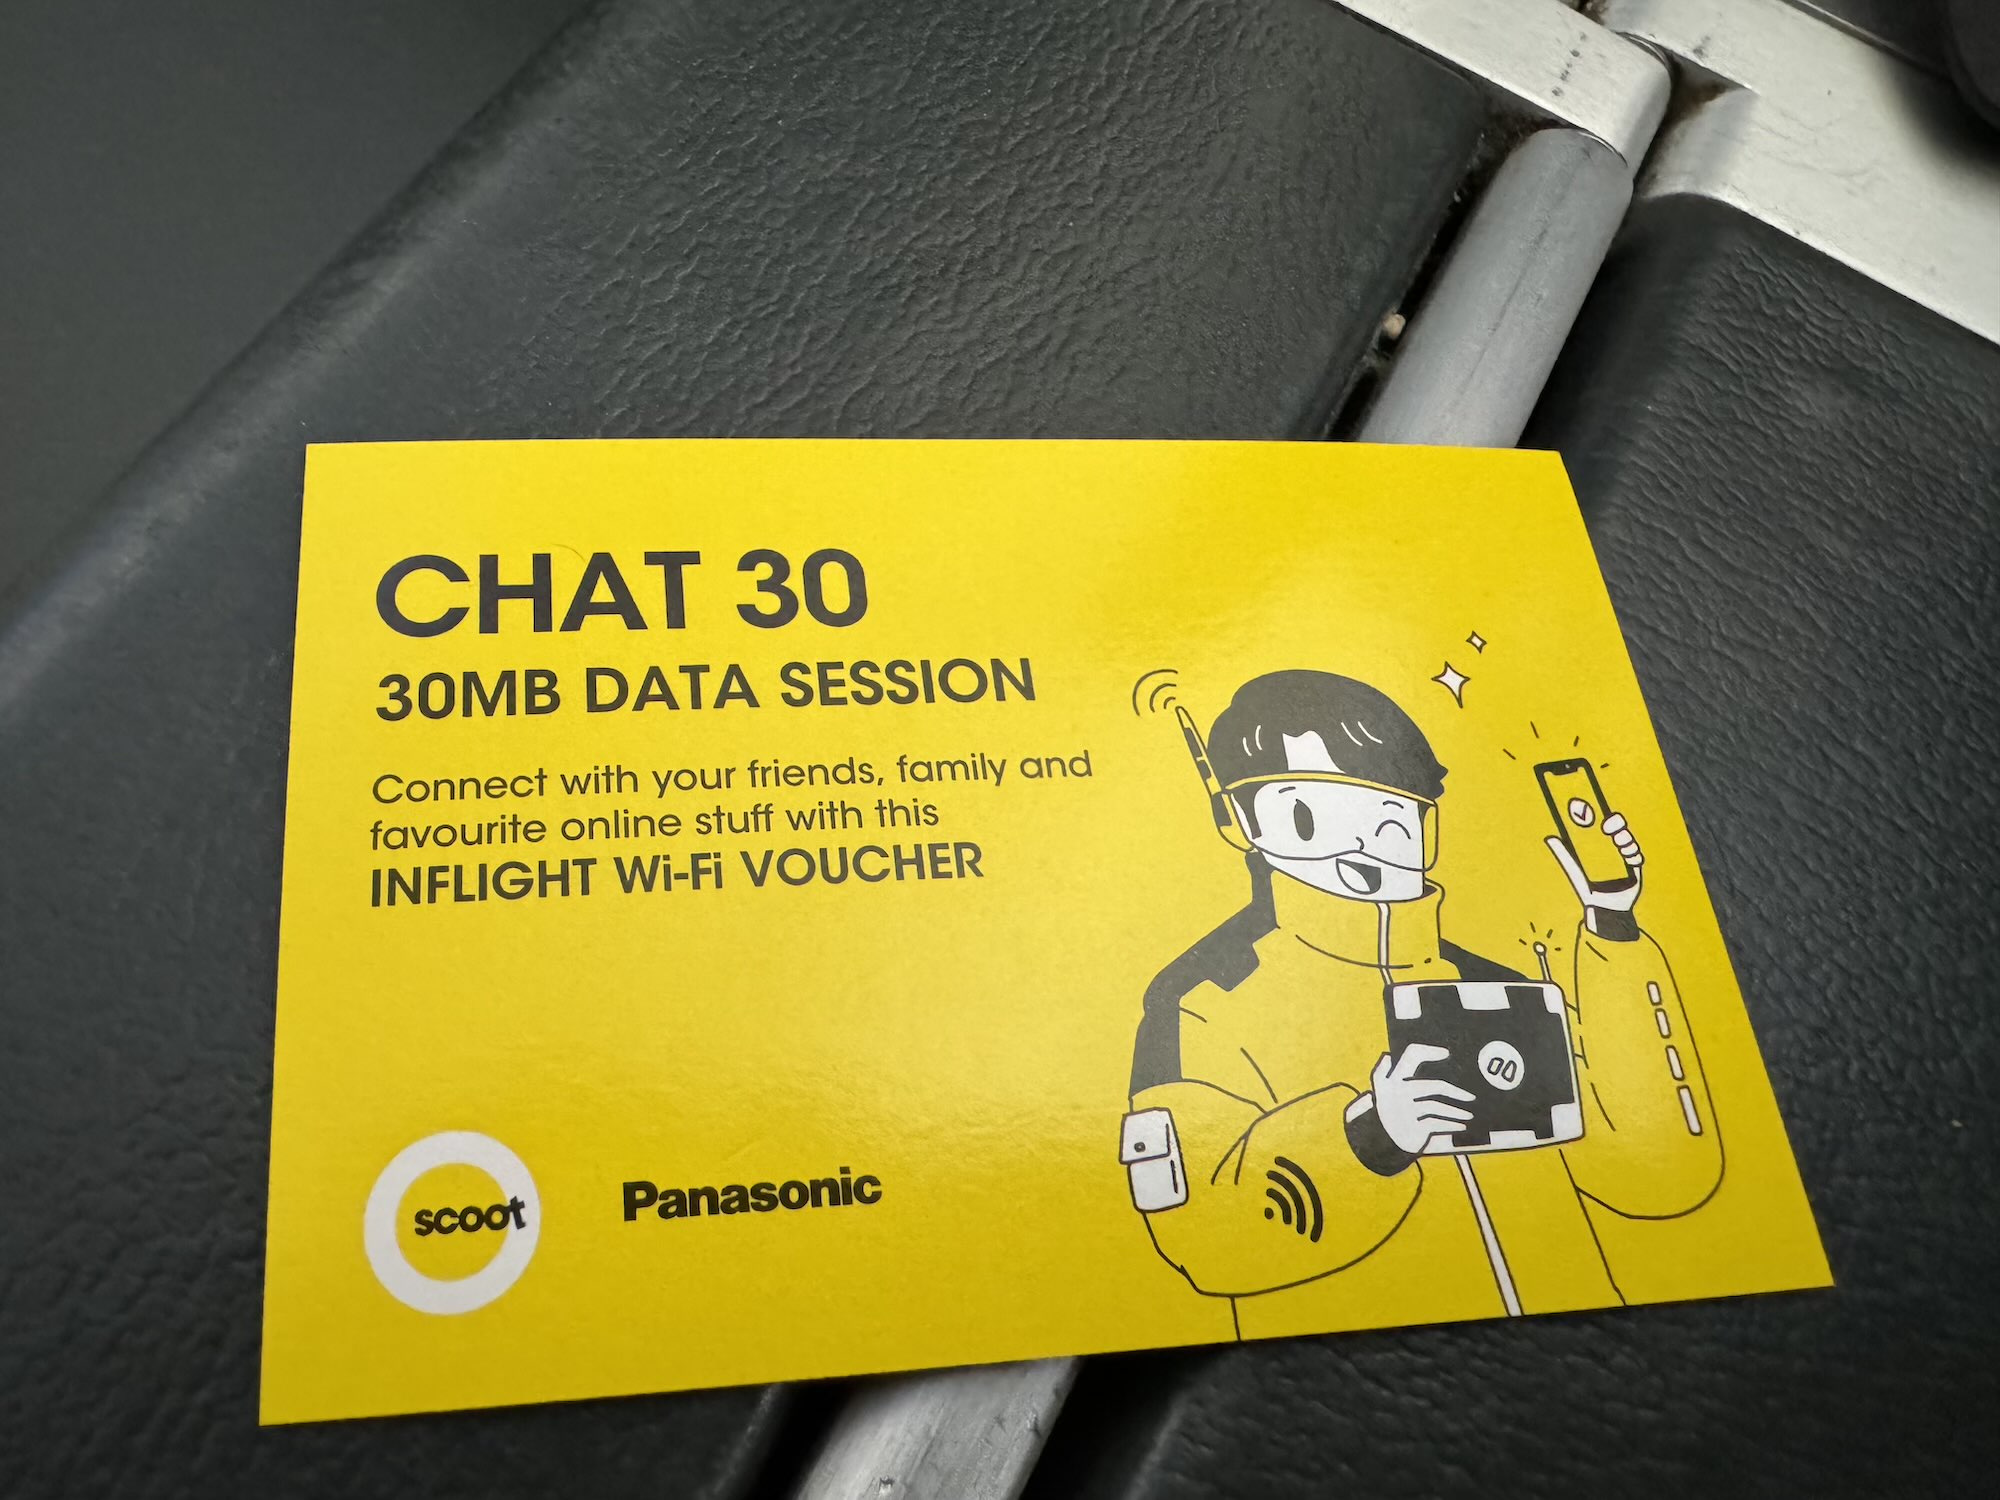 CHAT 30
30MB DATA SESSION
Connect with your friends, family and
favourite online stuff with this
INFLIGHT Wi-Fi VOUCHER
scoot
Panasonic